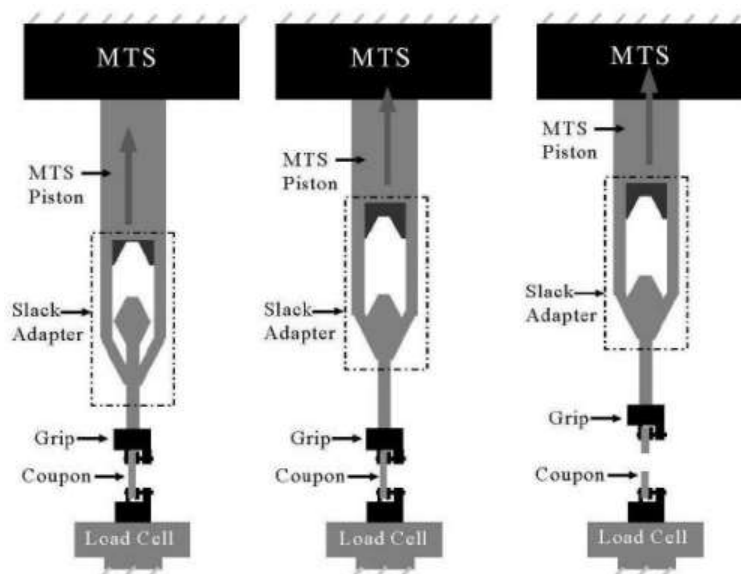 MTS
MTS
Piston
Slack
Adapter
Grip
Coupon
Load Cell
MTS
MTS
Piston
Slack
Adapter
Grip
Coupon
Load Cell
MTS
MTS
Piston
Slack
Adapter
Grip
Coupon
Load Cell